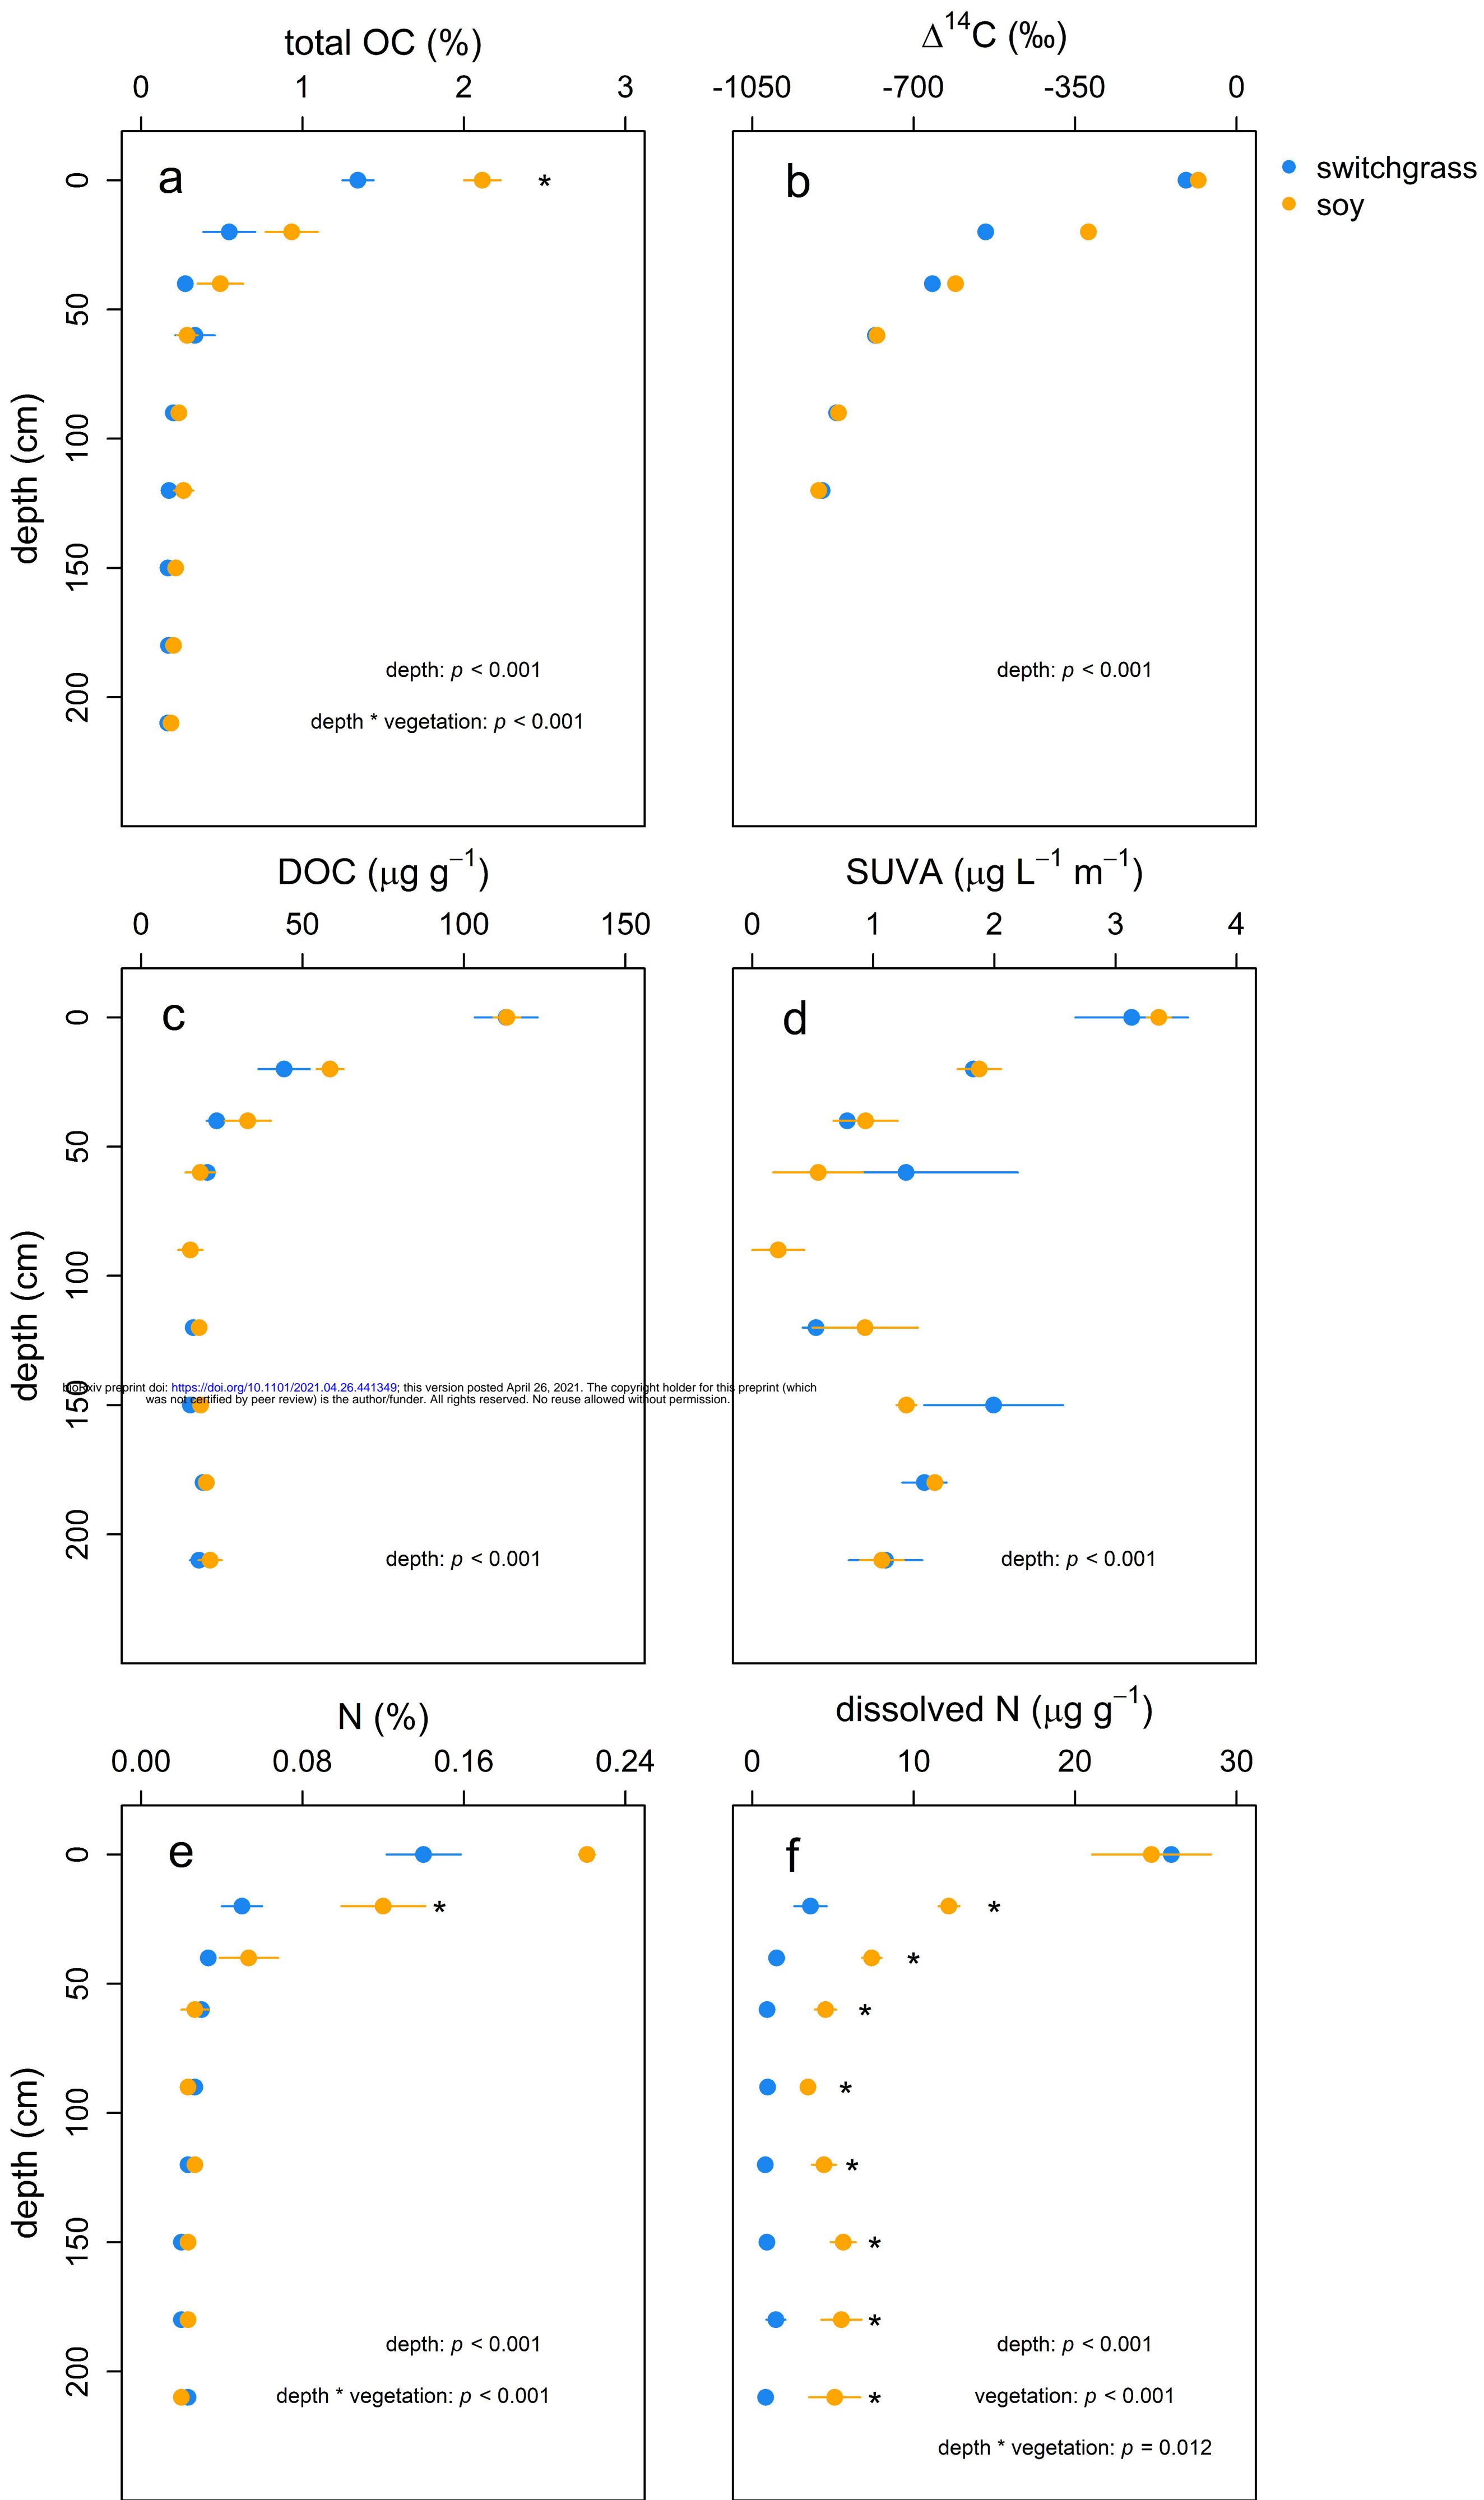 total OC (%)
0 1 2 3
a
*
0
50
100
150
200
depth (cm)
depth: p < 0.001
depth * vegetation: p < 0.001
Δ¹⁴C (‰)
-1050 -700 -350 0
b
depth: p < 0.001
switchgrass
soy
DOC (μg g⁻¹)
0 50 100 150
c
0
50
100
150
200
depth (cm)
depth: p < 0.001
SUVA (μg L⁻¹ m⁻¹)
0 1 2 3 4
d
depth: p < 0.001
bioRxiv preprint doi: https://doi.org/10.1101/2021.04.26.441349; this version posted April 26, 2021. The copyright holder for this preprint (which
was not certified by peer review) is the author/funder. All rights reserved. No reuse allowed without permission.
N (%)
0.00 0.08 0.16 0.24
e
*
0
50
100
150
200
depth (cm)
depth: p < 0.001
depth * vegetation: p < 0.001
dissolved N (μg g⁻¹)
0 10 20 30
f
*
*
*
*
*
*
*
*
depth: p < 0.001
vegetation: p < 0.001
depth * vegetation: p = 0.012